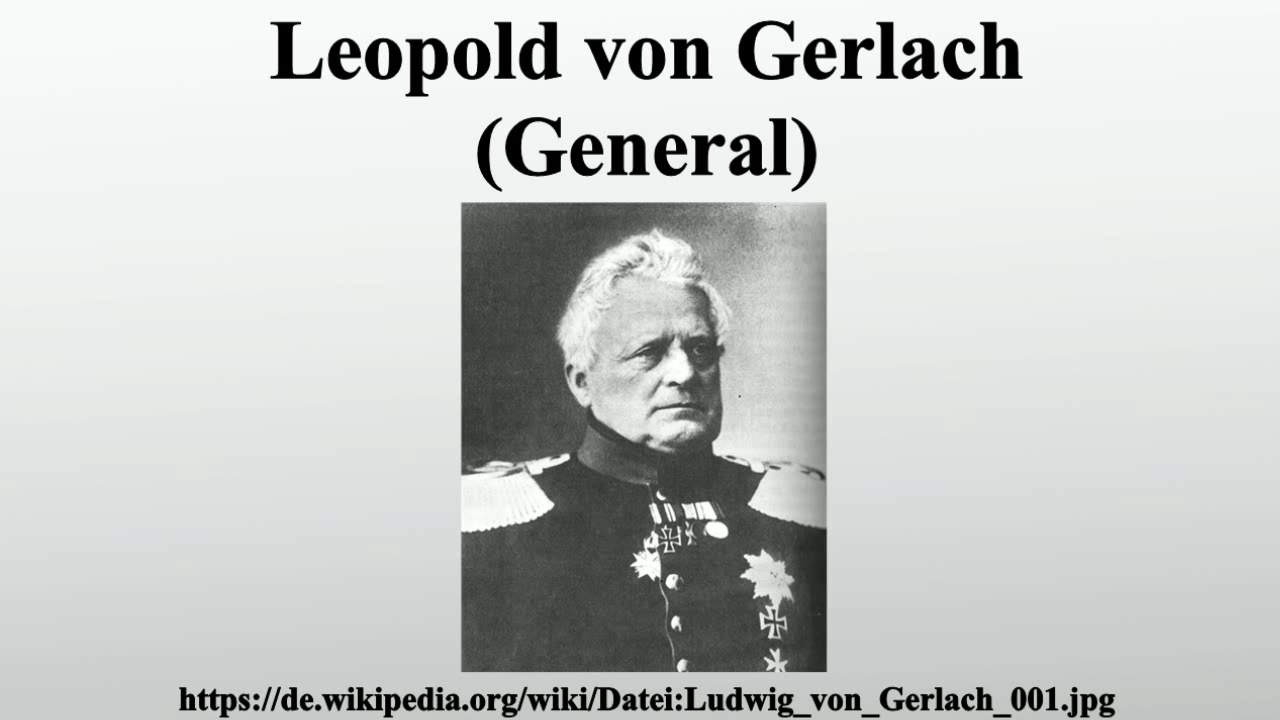 Leopold von Gerlach
(General)
https://de.wikipedia.org/wiki/Datei:Ludwig_von_Gerlach_001.jpg